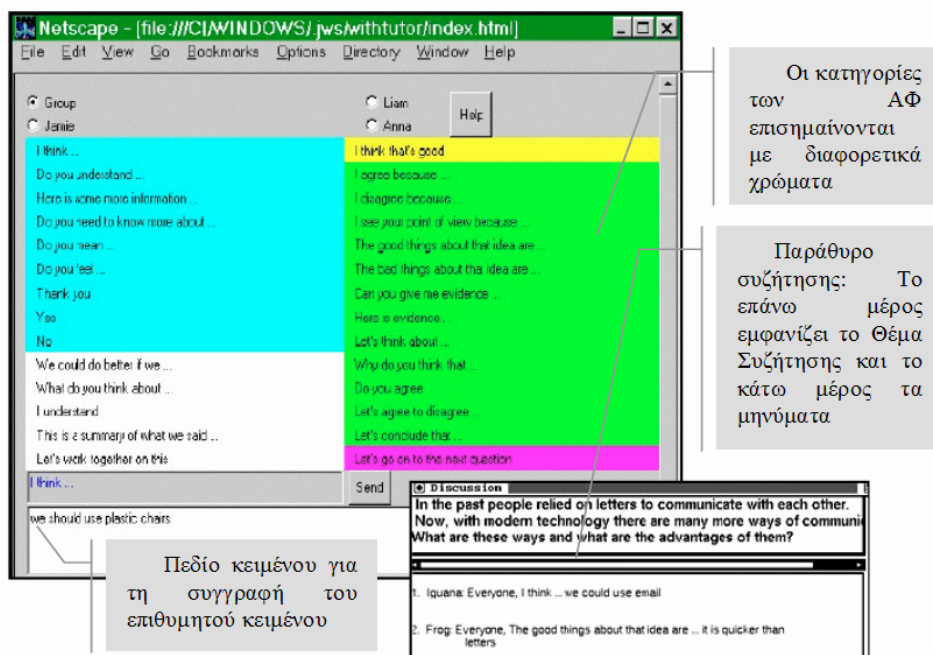 Netscape - [file:///C|/WINDOWS/.jws/withtutor/index.html]
File Edit View Go Bookmarks Options Directory Window Help
Group
Jamie
Liam
Anna
Help
I think ...
Do you understand ...
Here is some more information ...
Do you need to know more about ...
Do you mean ...
Do you feel ...
Thank you
Yes
No
We could do better if we ...
What do you think about ...
I understand
This is a summary of what we said ...
Let's work together on this
I think that's good
I agree because ...
I disagree because ...
I see your point of view because ...
The good things about that idea are ...
The bad things about that idea are ...
Can you give me evidence ...
Here is evidence...
Let's think about ...
Why do you think that ...
Do you agree
Let's agree to disagree ...
Let's conclude that ...
Let's go on to the next question
I think ...
Send
we should use plastic chairs
Discussion
In the past people relied on letters to communicate with each other.
Now, with modern technology there are many more ways of communi
What are these ways and what are the advantages of them?
1. Iguana: Everyone, I think ... we could use email
2. Frog: Everyone, The good things about that idea are ... it is quicker than
letters
Οι κατηγορίες
των ΑΦ
επισημαίνονται
με διαφορετικά
χρώματα
Παράθυρο
συζήτησης: Το
επάνω μέρος
εμφανίζει το Θέμα
Συζήτησης και το
κάτω μέρος τα
μηνύματα
Πεδίο κειμένου για
τη συγγραφή του
επιθυμητού κειμένου